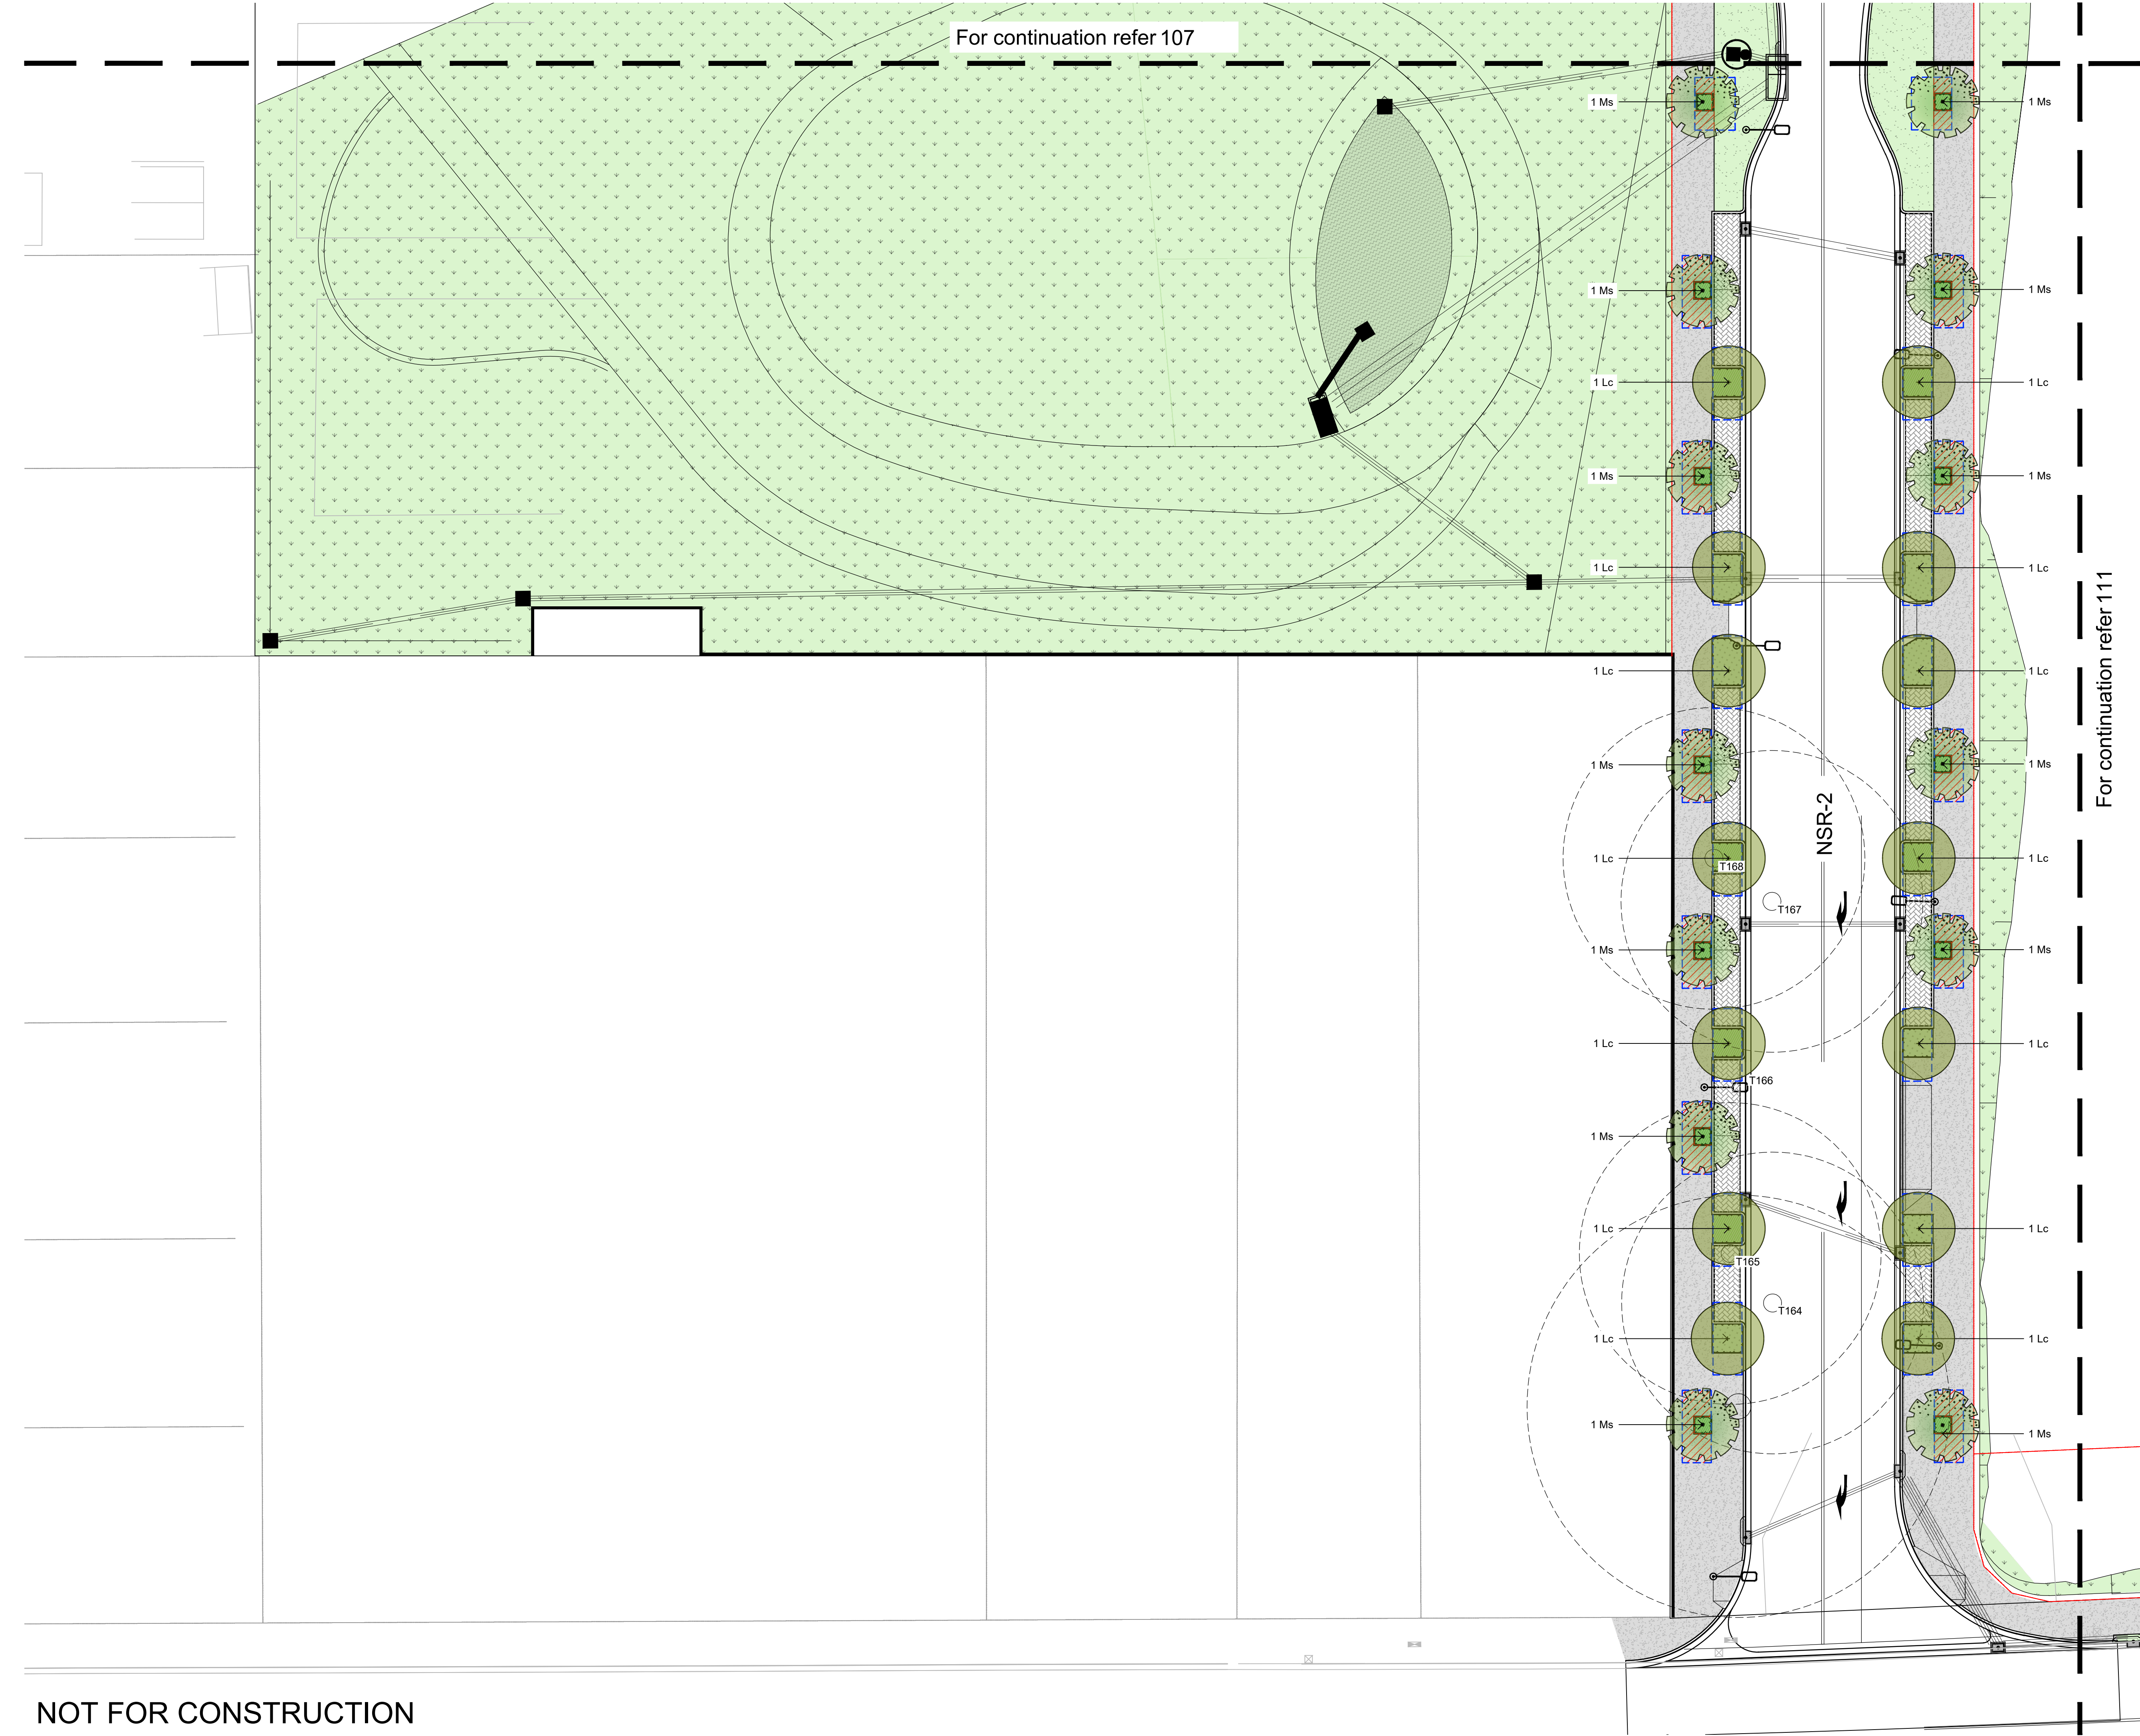 For continuation refer 107
1 Ms
1 Ms
1 Ms
1 Ms
1 Lc
1 Lc
1 Ms
1 Ms
1 Lc
1 Lc
For continuation refer 111
1 Lc
1 Lc
1 Ms
1 Ms
NSR-2
1 Lc
T168
1 Lc
T167
1 Ms
1 Ms
1 Lc
1 Lc
T166
1 Ms
1 Lc
1 Lc
T165
T164
1 Lc
1 Lc
1 Ms
1 Ms
NOT FOR CONSTRUCTION